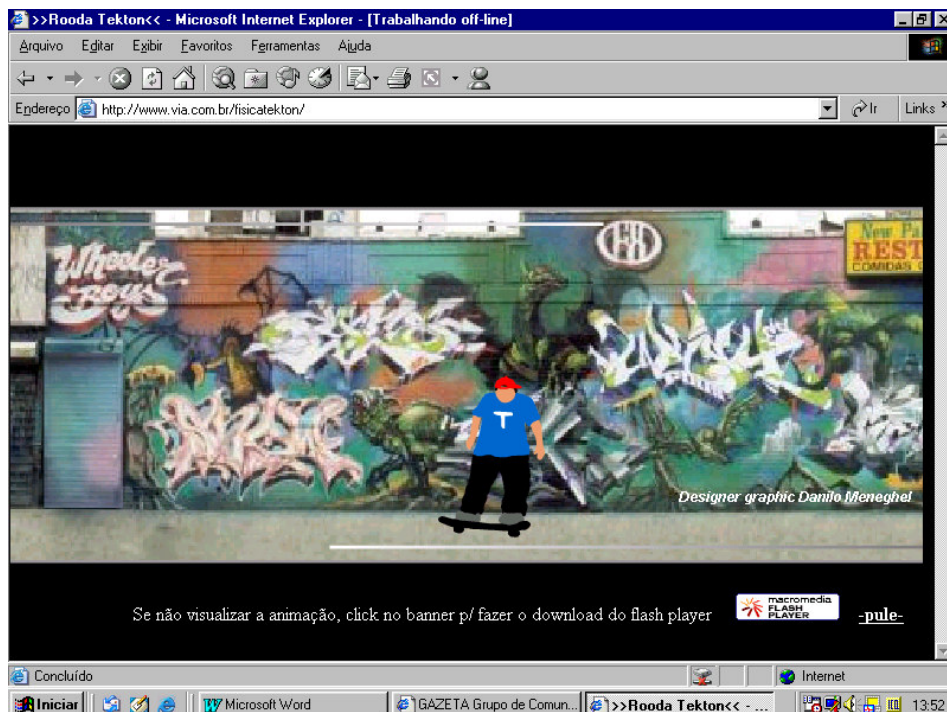 >>Rooda Tekton<< - Microsoft Internet Explorer - [Trabalhando off-line]
Arquivo Editar Exibir Favoritos Ferramentas Ajuda
Endereço http://www.via.com.br/fisicatekton/ Ir Links
Wheeler
Boys
New Pa
REST
COMIDAS
T
Designer graphic Danilo Meneghel
Se não visualizar a animação, click no banner p/ fazer o download do flash player
macromedia
FLASH
PLAYER
-pule-
Concluído Internet
Iniciar Microsoft Word GAZETA Grupo de Comun... >>Rooda Tekton<< - ... 13:52